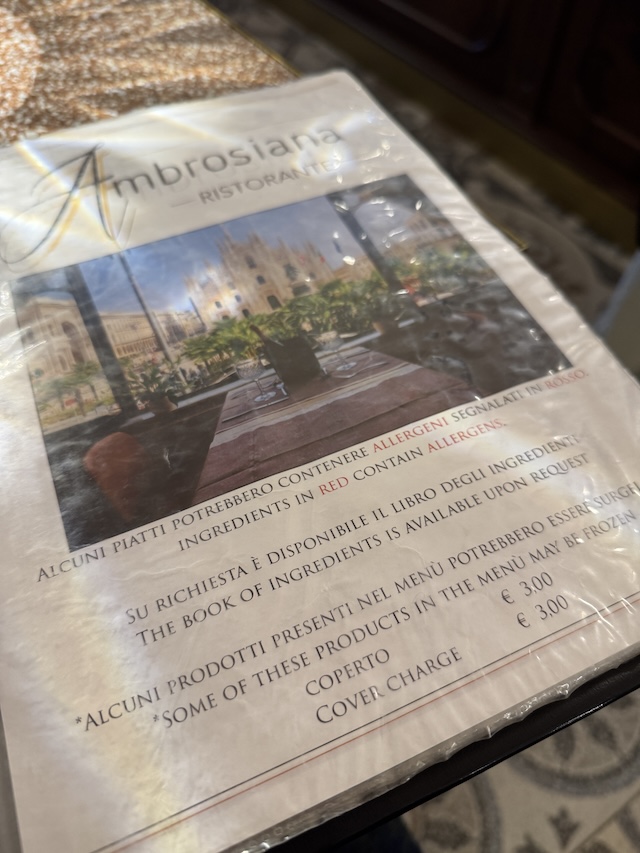 Ambrosiana
RISTORANTE
ALCUNI PIATTI POTREBBERO CONTENERE ALLERGENI SEGNALATI IN ROSSO.
INGREDIENTS IN RED CONTAIN ALLERGENS.
SU RICHIESTA È DISPONIBILE IL LIBRO DEGLI INGREDIENTI
THE BOOK OF INGREDIENTS IS AVAILABLE UPON REQUEST
*ALCUNI PRODOTTI PRESENTI NEL MENÙ POTREBBERO ESSERE
*SOME OF THESE PRODUCTS IN THE MENÙ MAY BE FROZEN
COPERTO € 3,00
COVER CHARGE € 3,00